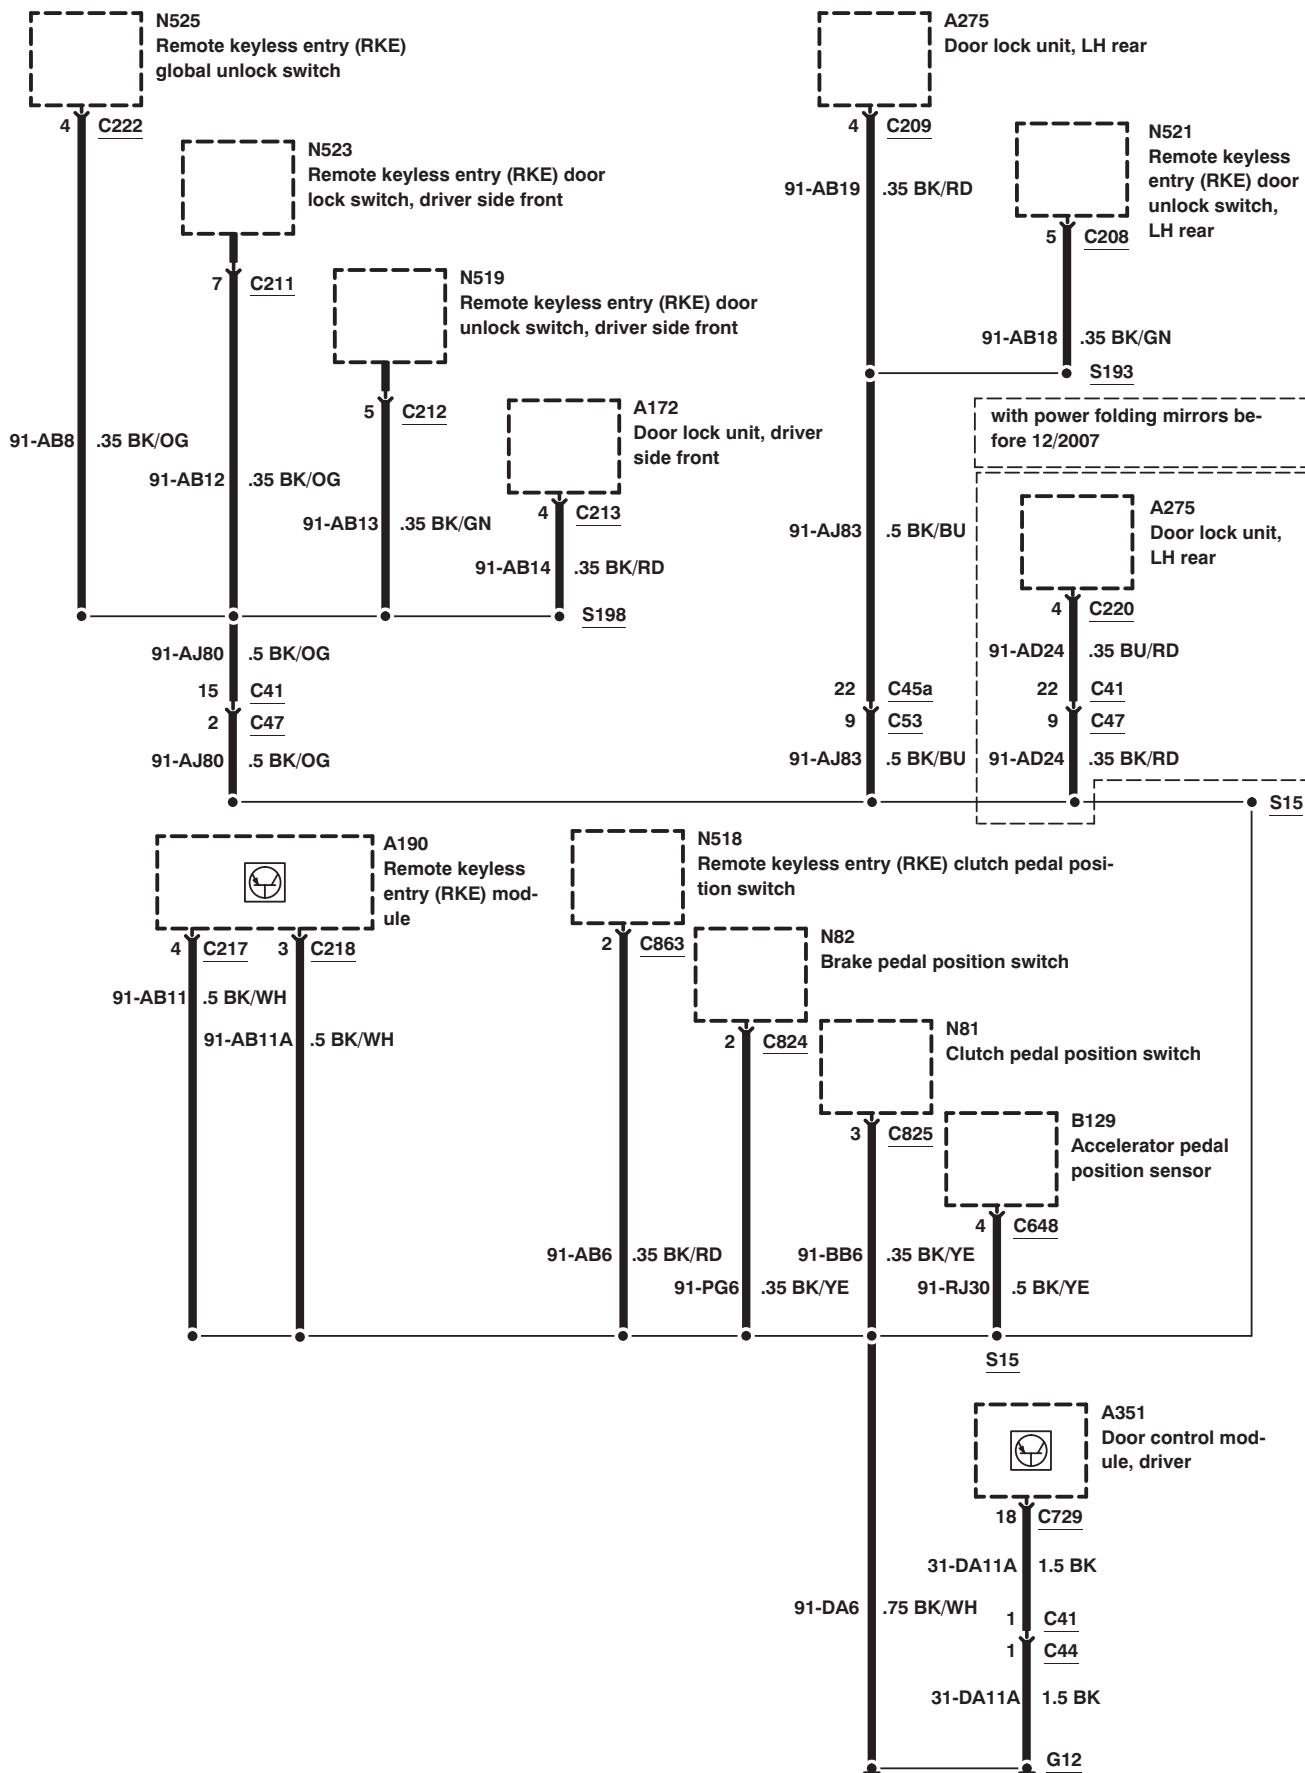 N525
Remote keyless entry (RKE)
global unlock switch
4 C222
N523
Remote keyless entry (RKE) door
lock switch, driver side front
7 C211
N519
Remote keyless entry (RKE) door
unlock switch, driver side front
5 C212
A172
Door lock unit, driver
side front
4 C213
91-AB8 .35 BK/OG
91-AB12 .35 BK/OG
91-AB13 .35 BK/GN
91-AB14 .35 BK/RD
S198
91-AJ80 .5 BK/OG
15 C41
2 C47
91-AJ80 .5 BK/OG
A275
Door lock unit, LH rear
4 C209
91-AB19 .35 BK/RD
N521
Remote keyless
entry (RKE) door
unlock switch,
LH rear
5 C208
91-AB18 .35 BK/GN
S193
with power folding mirrors be-
fore 12/2007
91-AJ83 .5 BK/BU
A275
Door lock unit,
LH rear
4 C220
91-AD24 .35 BU/RD
22 C45a
9 C53
91-AJ83 .5 BK/BU
22 C41
9 C47
91-AD24 .35 BK/RD
S15
A190
Remote keyless
entry (RKE) mod-
ule
4 C217
3 C218
91-AB11 .5 BK/WH
91-AB11A .5 BK/WH
N518
Remote keyless entry (RKE) clutch pedal posi-
tion switch
2 C863
N82
Brake pedal position switch
2 C824
N81
Clutch pedal position switch
3 C825
B129
Accelerator pedal
position sensor
4 C648
91-AB6 .35 BK/RD
91-PG6 .35 BK/YE
91-BB6 .35 BK/YE
91-RJ30 .5 BK/YE
S15
A351
Door control mod-
ule, driver
18 C729
31-DA11A 1.5 BK
91-DA6 .75 BK/WH
1 C41
1 C44
31-DA11A 1.5 BK
G12